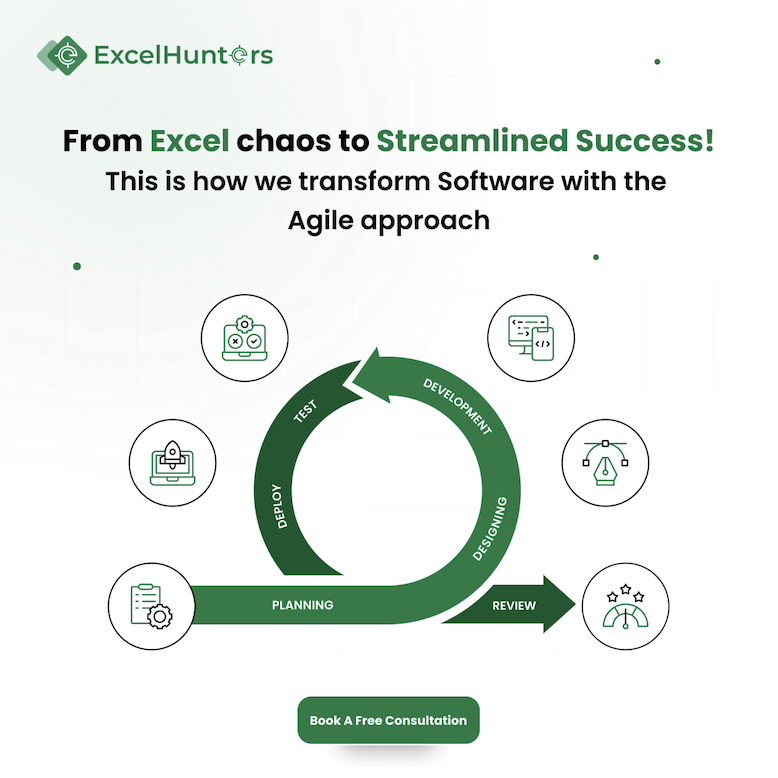 ExcelHunters
From Excel chaos to Streamlined Success!
This is how we transform Software with the
Agile approach
TEST
DEVELOPMENT
DEPLOY
DESIGNING
PLANNING
REVIEW
Book A Free Consultation